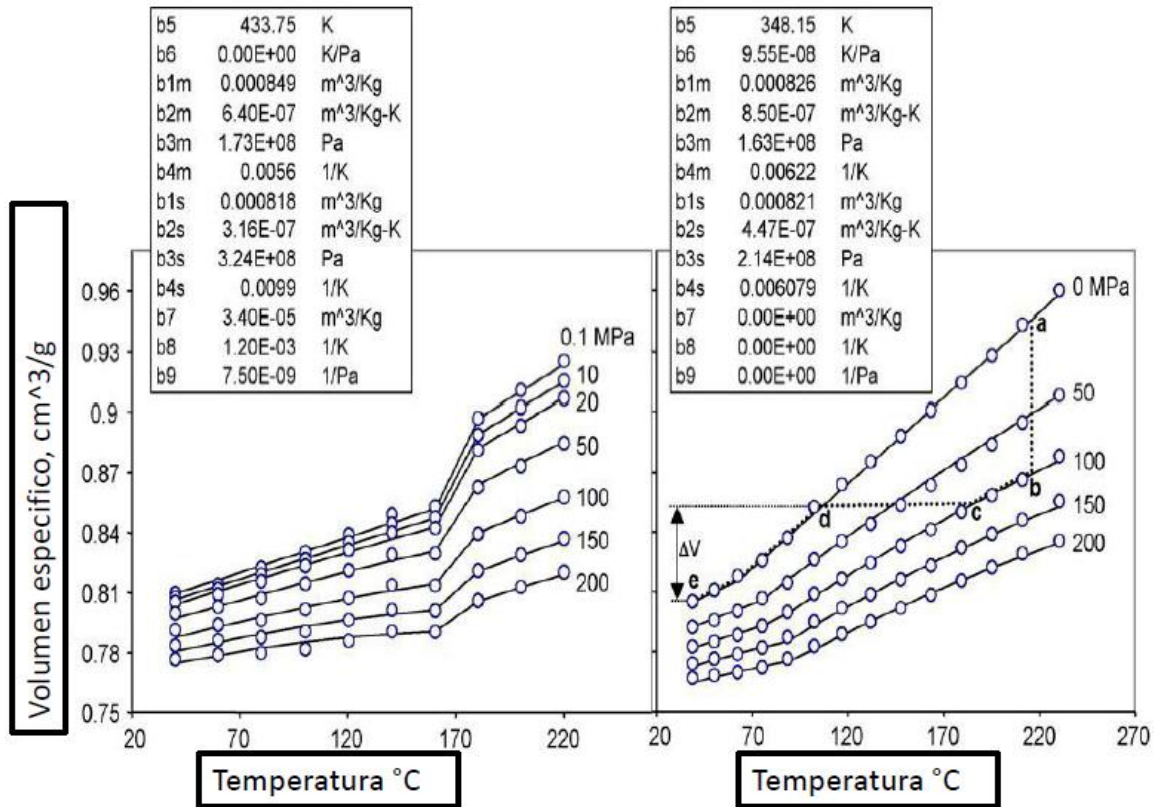 b5 433.75 K
b6 0.00E+00 K/Pa
b1m 0.000849 m^3/Kg
b2m 6.40E-07 m^3/Kg-K
b3m 1.73E+08 Pa
b4m 0.0056 1/K
b1s 0.000818 m^3/Kg
b2s 3.16E-07 m^3/Kg-K
b3s 3.24E+08 Pa
b4s 0.0099 1/K
b7 3.40E-05 m^3/Kg
b8 1.20E-03 1/K
b9 7.50E-09 1/Pa
b5 348.15 K
b6 9.55E-08 K/Pa
b1m 0.000826 m^3/Kg
b2m 8.50E-07 m^3/Kg-K
b3m 1.63E+08 Pa
b4m 0.00622 1/K
b1s 0.000821 m^3/Kg
b2s 4.47E-07 m^3/Kg-K
b3s 2.14E+08 Pa
b4s 0.006079 1/K
b7 0.00E+00 m^3/Kg
b8 0.00E+00 1/K
b9 0.00E+00 1/Pa
Volumen especifico, cm^3/g
0.96
0.93
0.9
0.87
0.84
0.81
0.78
0.75
0.1 MPa
10
20
50
100
150
200
20 70 120 170 220
Temperatura °C
0 MPa
a
50
100
b
150
c
d
200
ΔV
e
20 70 120 170 220 270
Temperatura °C